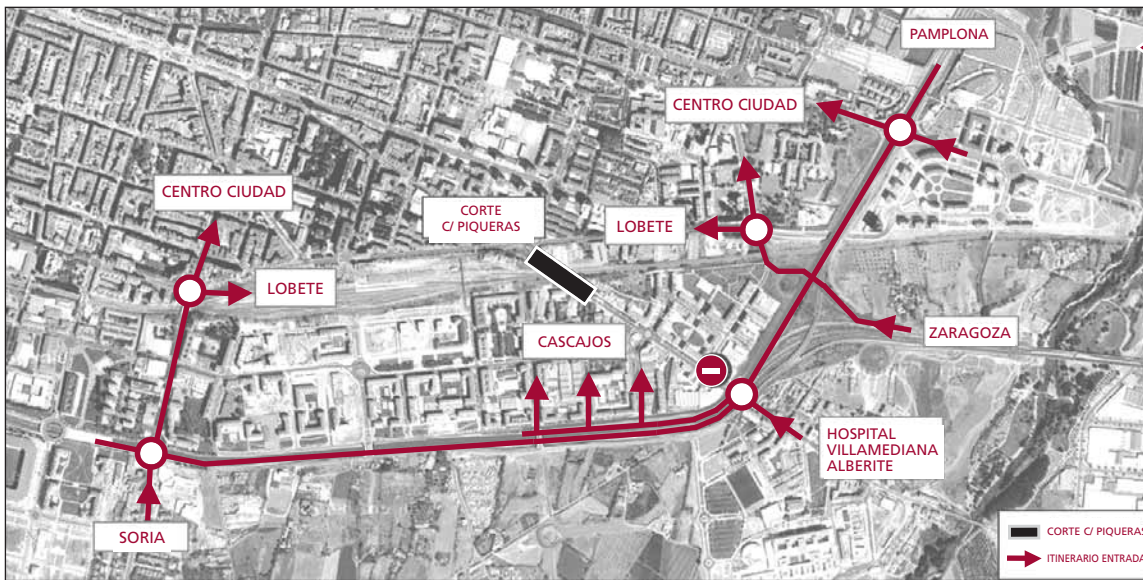 PAMPLONA
CENTRO CIUDAD
CENTRO CIUDAD
CORTE
C/ PIQUERAS
LOBETE
LOBETE
ZARAGOZA
CASCAJOS
HOSPITAL
VILLAMEDIANA
ALBERITE
SORIA
CORTE C/ PIQUERAS
ITINERARIO ENTRADA